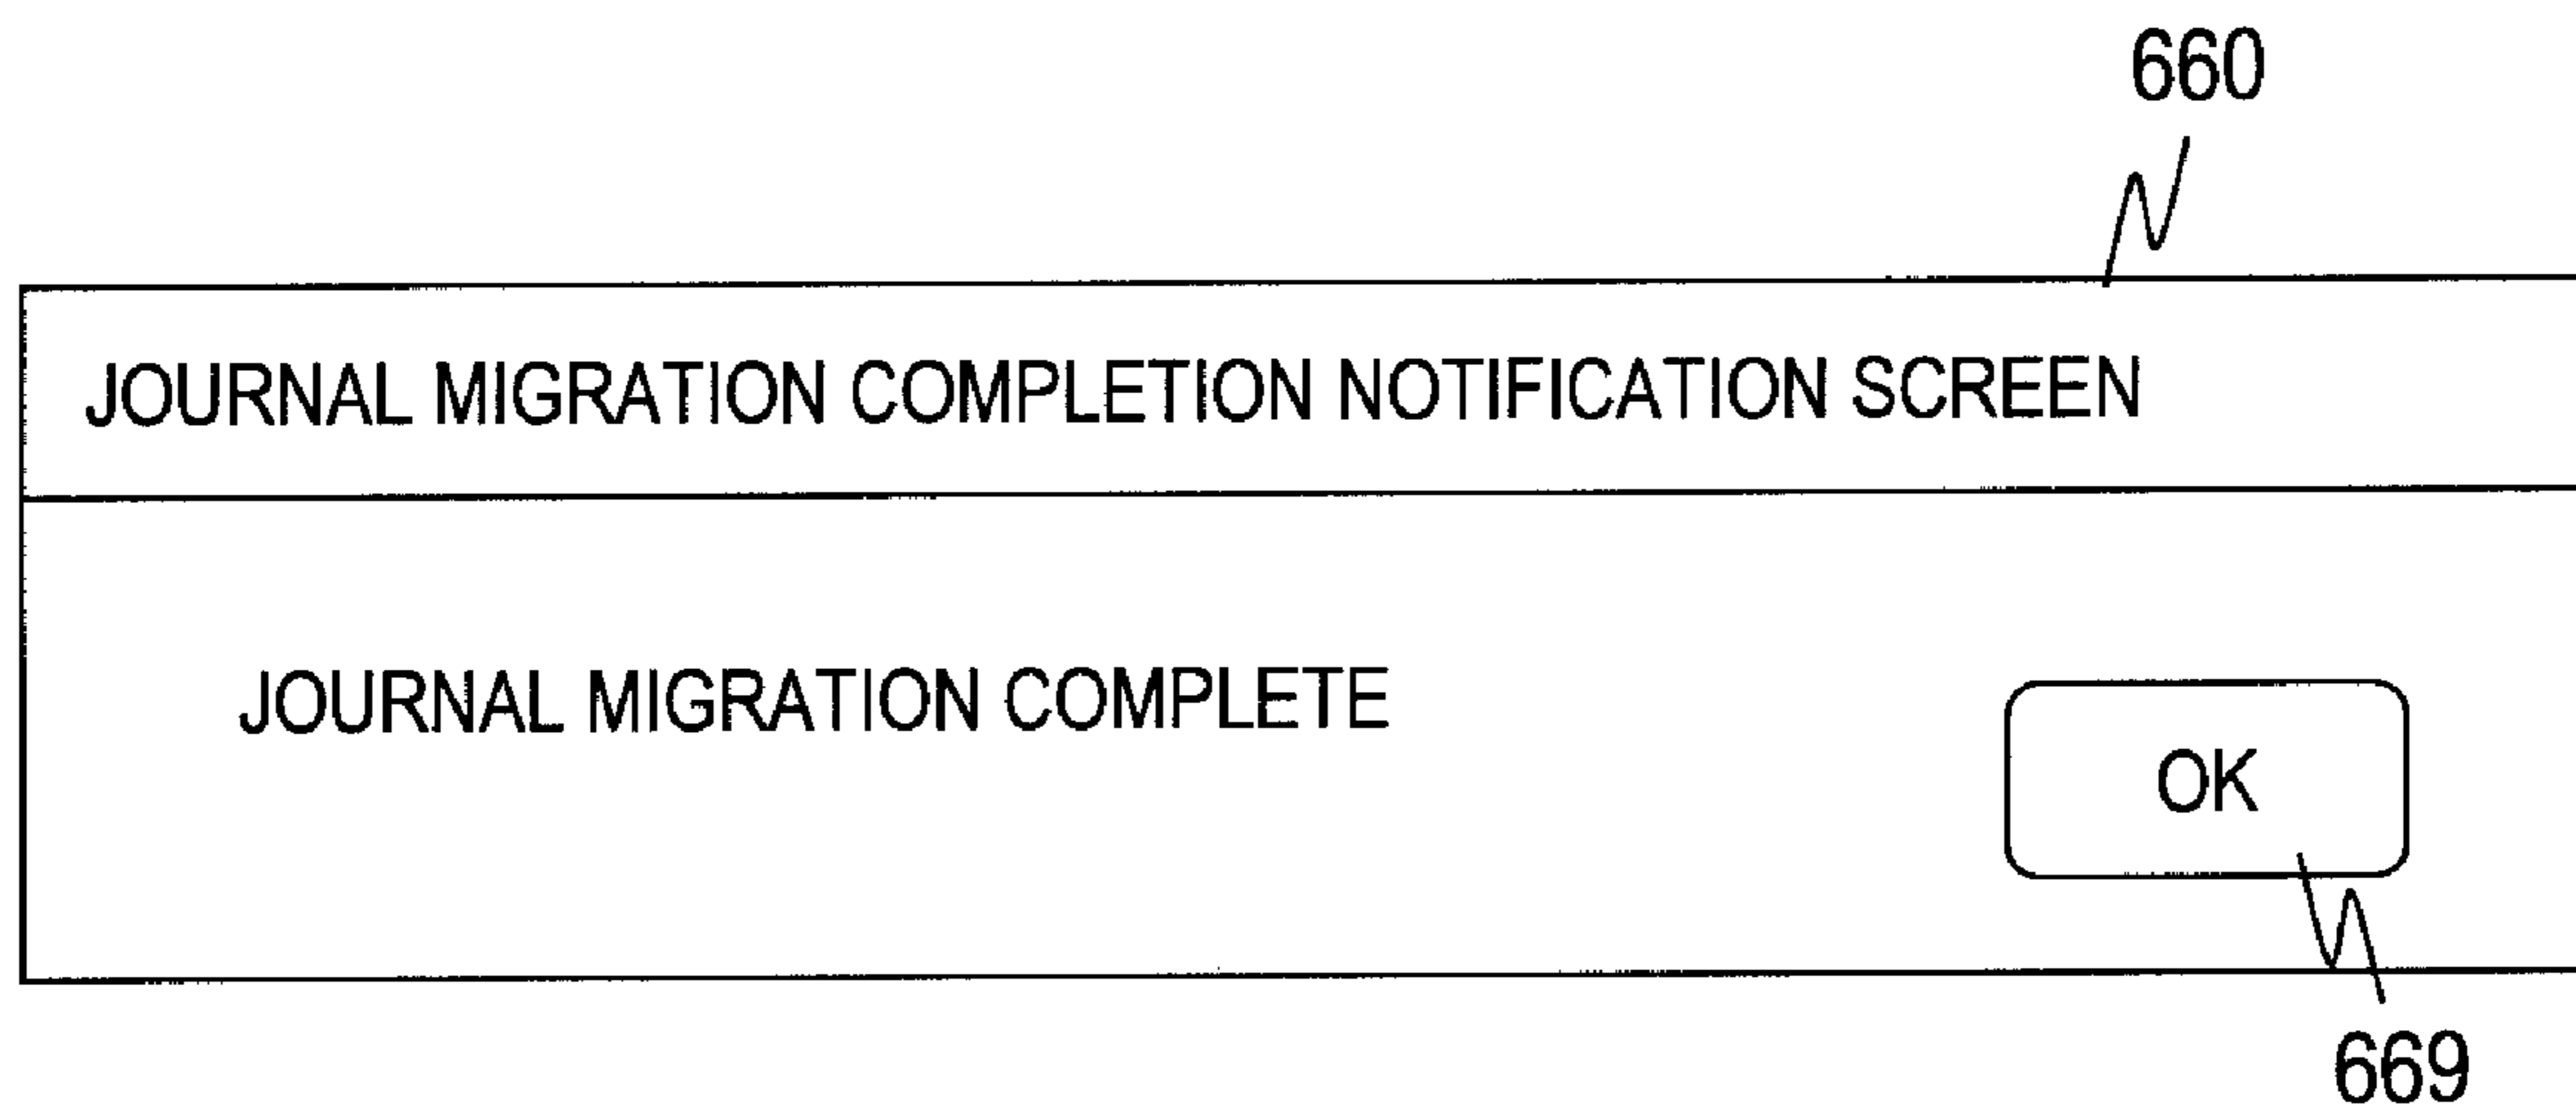 660
JOURNAL MIGRATION COMPLETION NOTIFICATION SCREEN
JOURNAL MIGRATION COMPLETE
OK
669